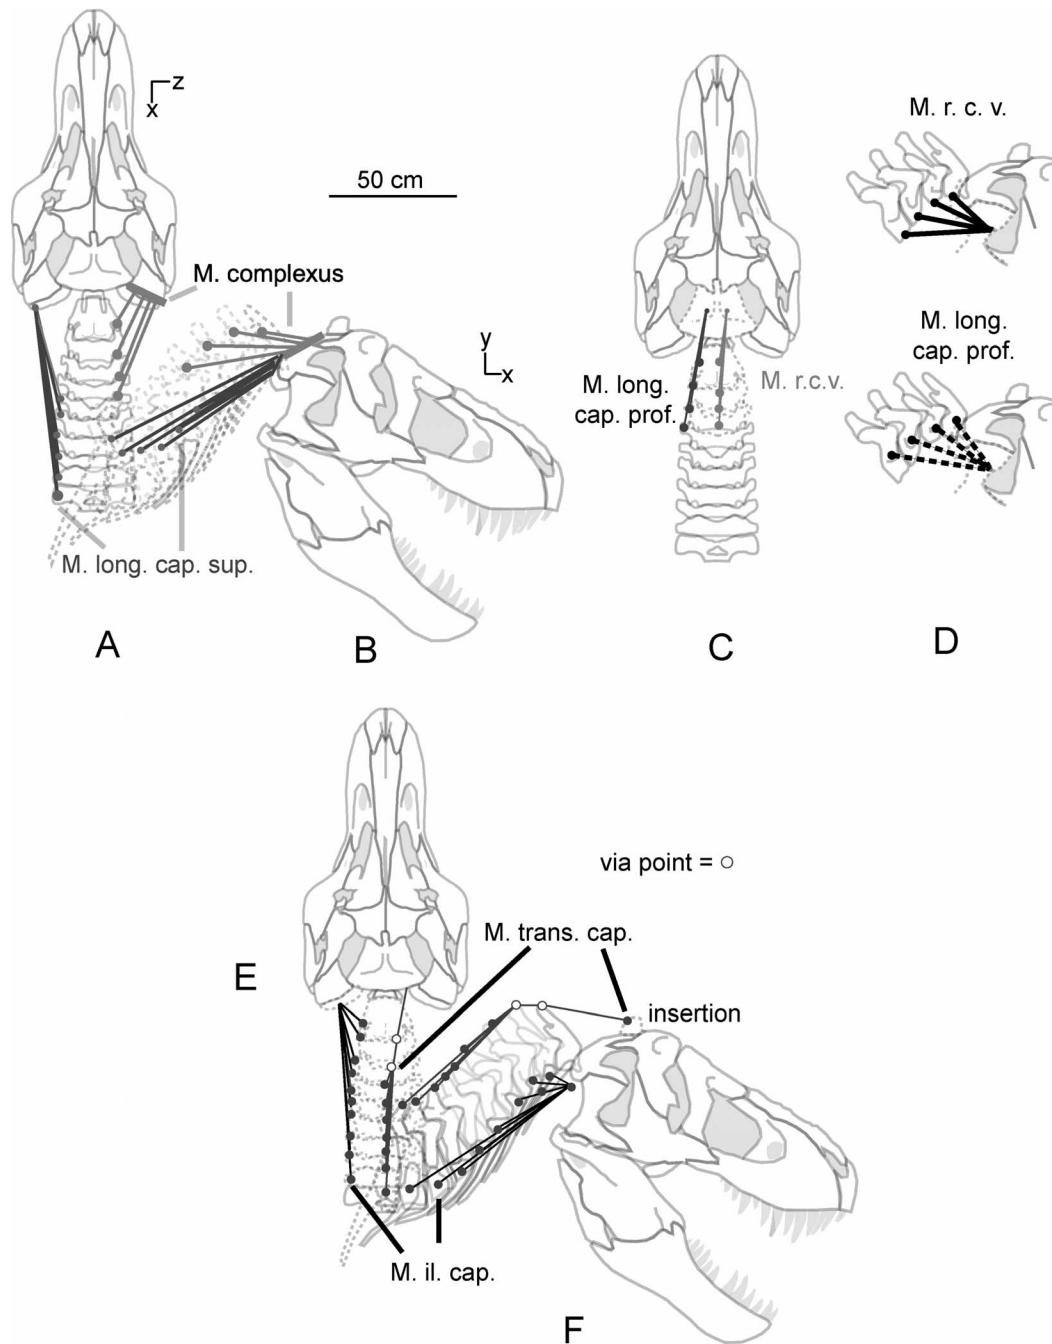 z
x
50 cm
M. complexus
y
x
M. long. cap. sup.
A
B
M. r. c. v.
M. long.
cap. prof.
M. r.c.v.
M. long.
cap. prof.
C
D
via point = ○
M. trans. cap.
E
insertion
M. il. cap.
F